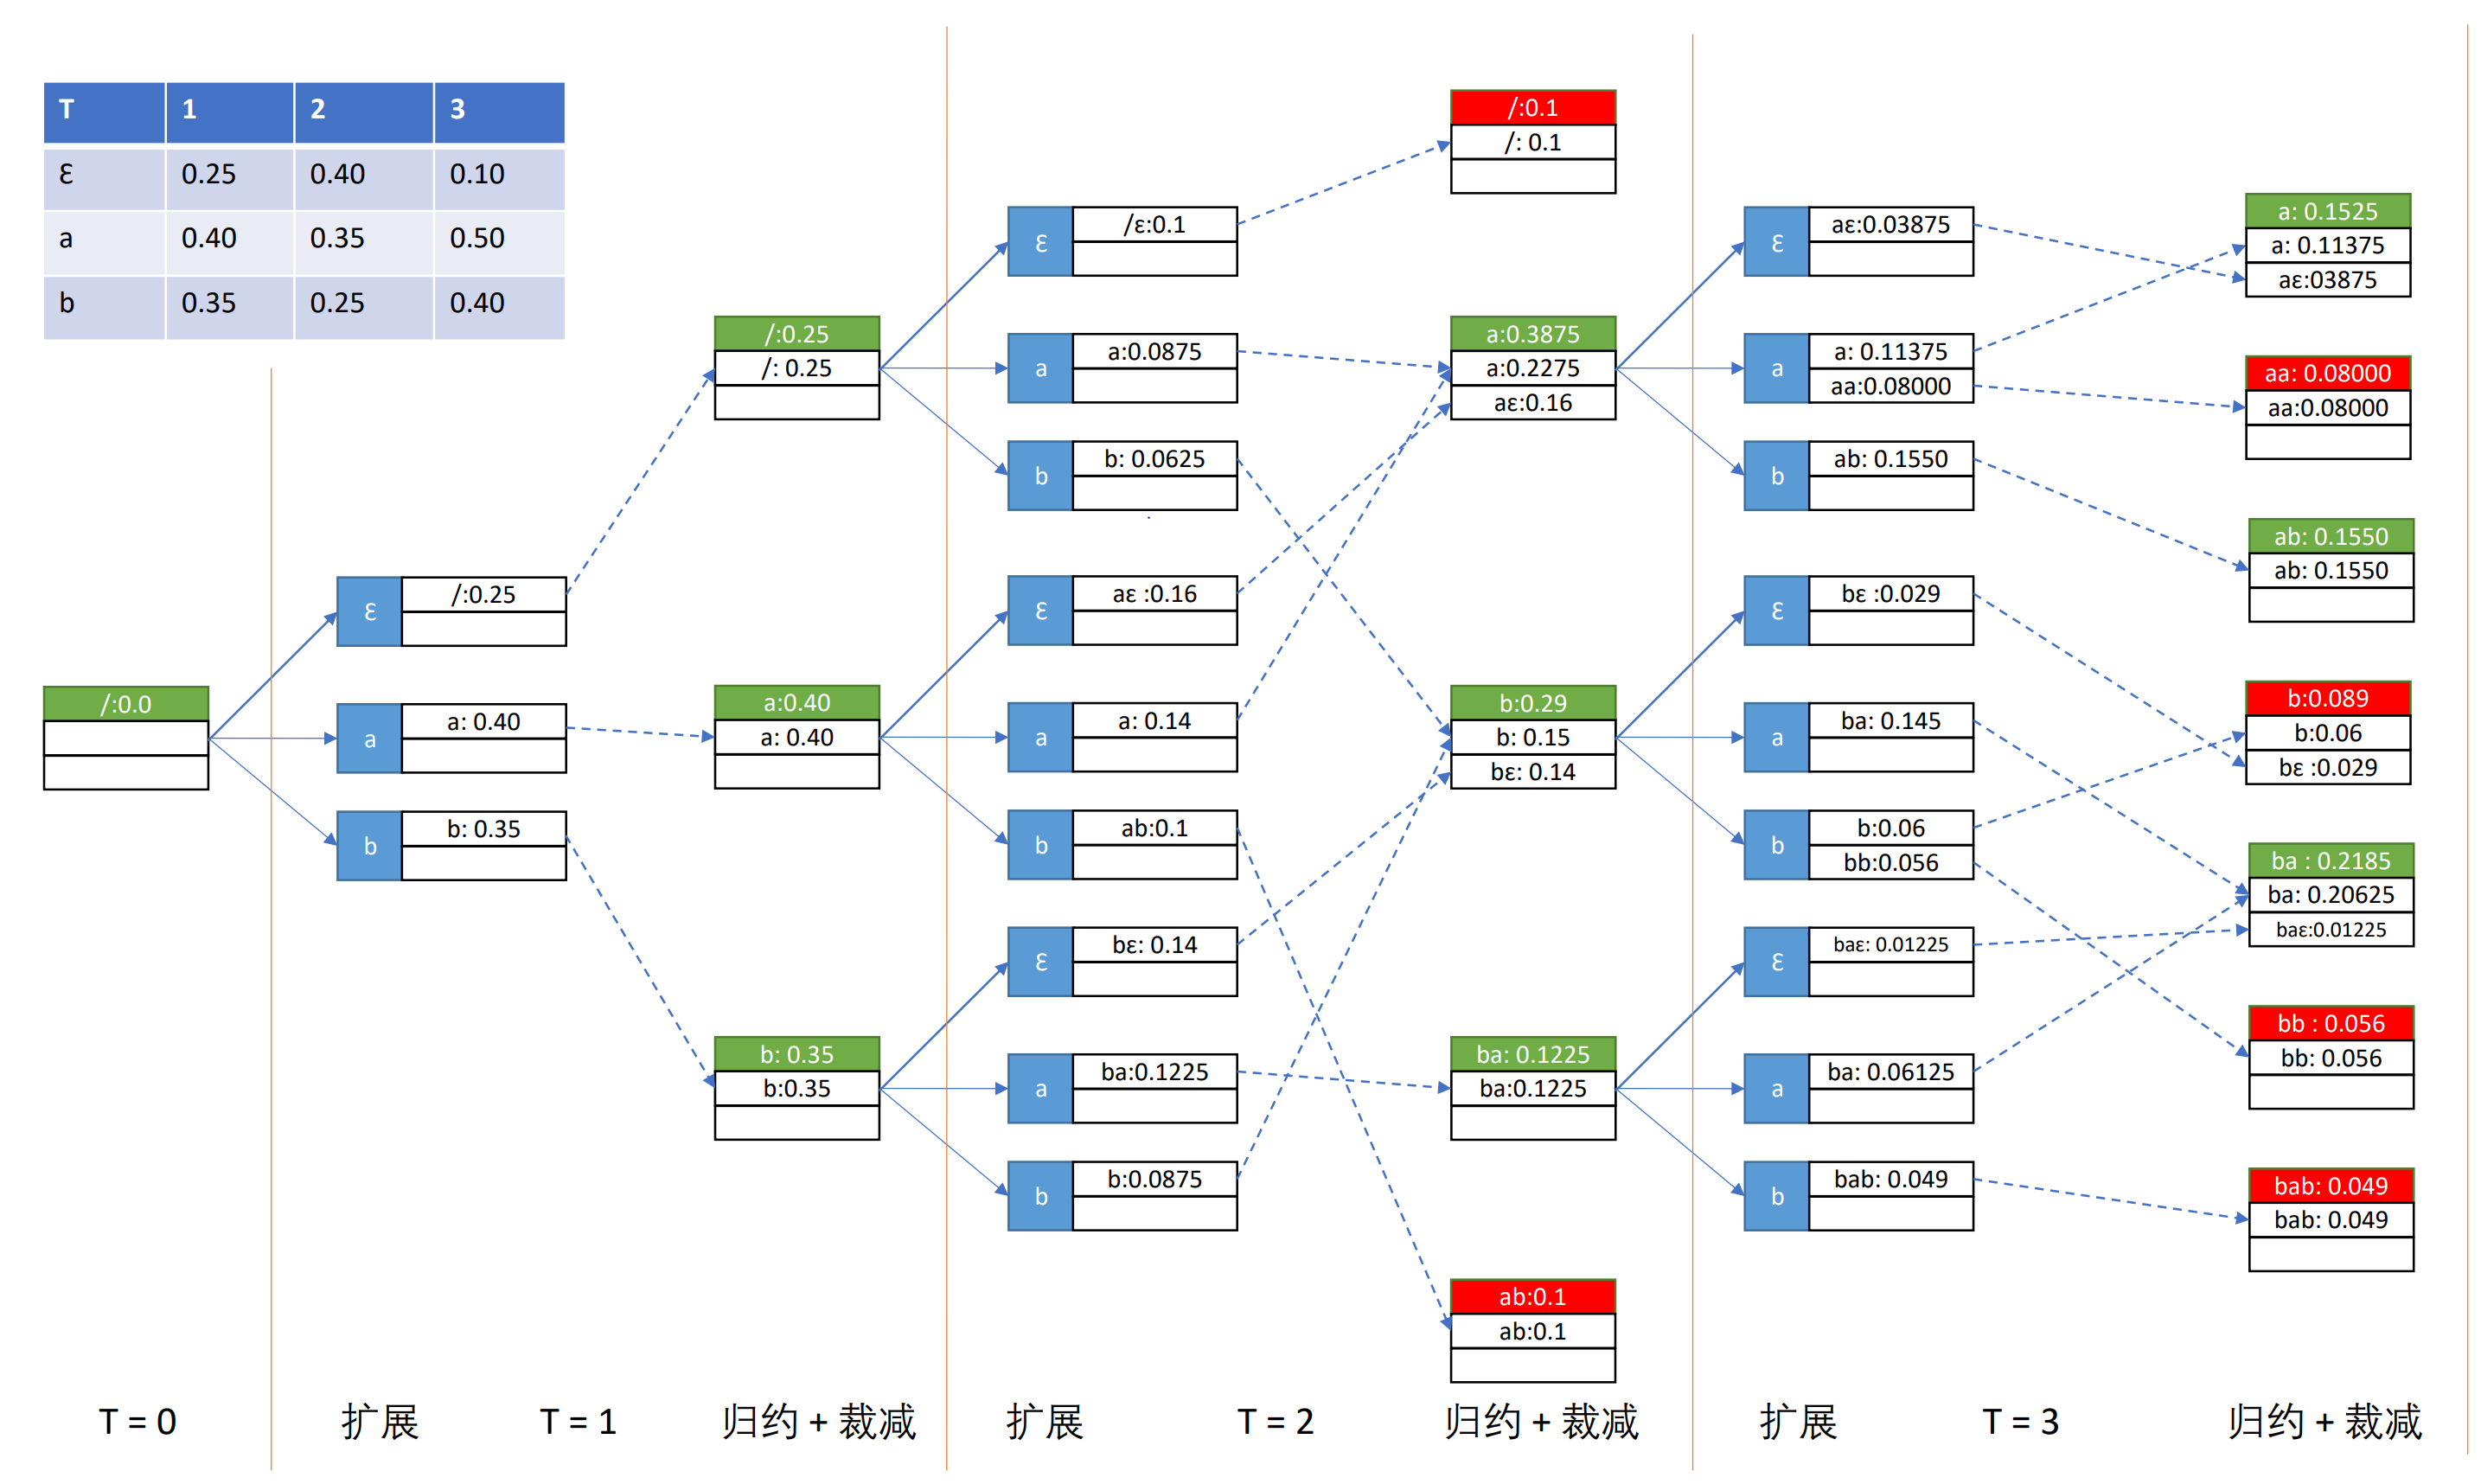 T 1 2 3
ε 0.25 0.40 0.10
a 0.40 0.35 0.50
b 0.35 0.25 0.40
/:0.0
ε /:0.25
a a: 0.40
b b: 0.35
/:0.25
/: 0.25
a:0.40
a: 0.40
b: 0.35
b:0.35
ε /ε:0.1
a a:0.0875
b b: 0.0625
ε aε :0.16
a a: 0.14
b ab:0.1
ε bε: 0.14
a ba:0.1225
b b:0.0875
/:0.1
/: 0.1
a:0.3875
a:0.2275
aε:0.16
b:0.29
b: 0.15
bε: 0.14
ba: 0.1225
ba:0.1225
ab:0.1
ab:0.1
ε aε:0.03875
a a: 0.11375
aa:0.08000
b ab: 0.1550
ε bε :0.029
a ba: 0.145
b b:0.06
bb:0.056
ε baε: 0.01225
a ba: 0.06125
b bab: 0.049
a: 0.1525
a: 0.11375
aε:03875
aa: 0.08000
aa:0.08000
ab: 0.1550
ab: 0.1550
b:0.089
b:0.06
bε :0.029
ba : 0.2185
ba: 0.20625
baε:0.01225
bb : 0.056
bb: 0.056
bab: 0.049
bab: 0.049
T = 0 扩展 T = 1 归约 + 裁减 扩展 T = 2 归约 + 裁减 扩展 T = 3 归约 + 裁减